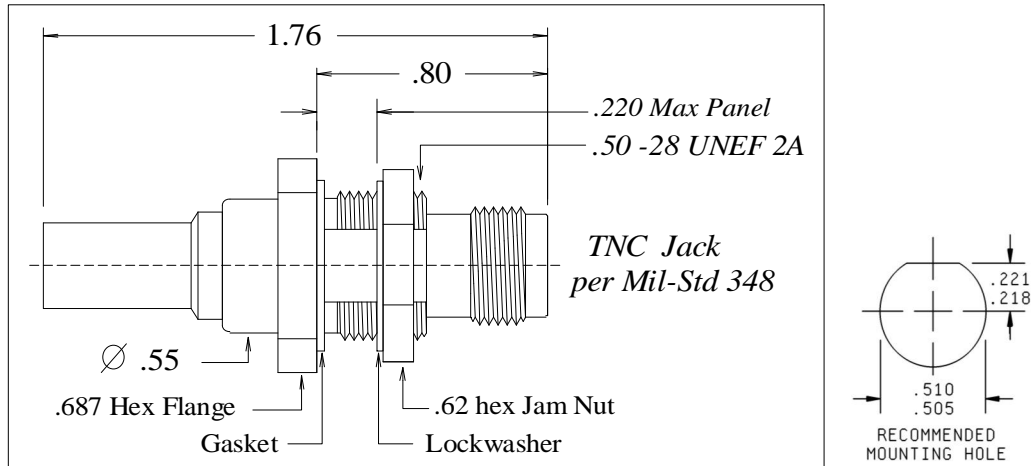 1.76
.80
.220 Max Panel
.50 -28 UNEF 2A
TNC Jack
per Mil-Std 348
Ø .55
.687 Hex Flange
.62 hex Jam Nut
Gasket
Lockwasher
.221
.218
.510
.505
RECOMMENDED
MOUNTING HOLE